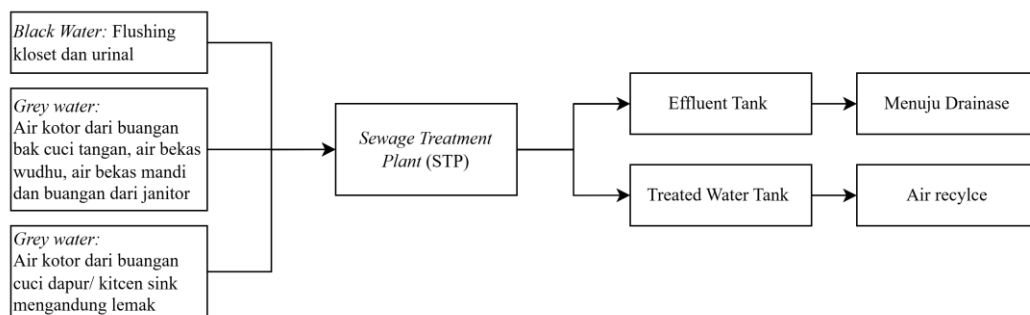 Black Water: Flushing
kloset dan urinal
Grey water:
Air kotor dari buangan
bak cuci tangan, air bekas
wudhu, air bekas mandi
dan buangan dari janitor
Grey water:
Air kotor dari buangan
cuci dapur/ kitcen sink
mengandung lemak
Sewage Treatment
Plant (STP)
Effluent Tank
Menuju Drainase
Treated Water Tank
Air recylce